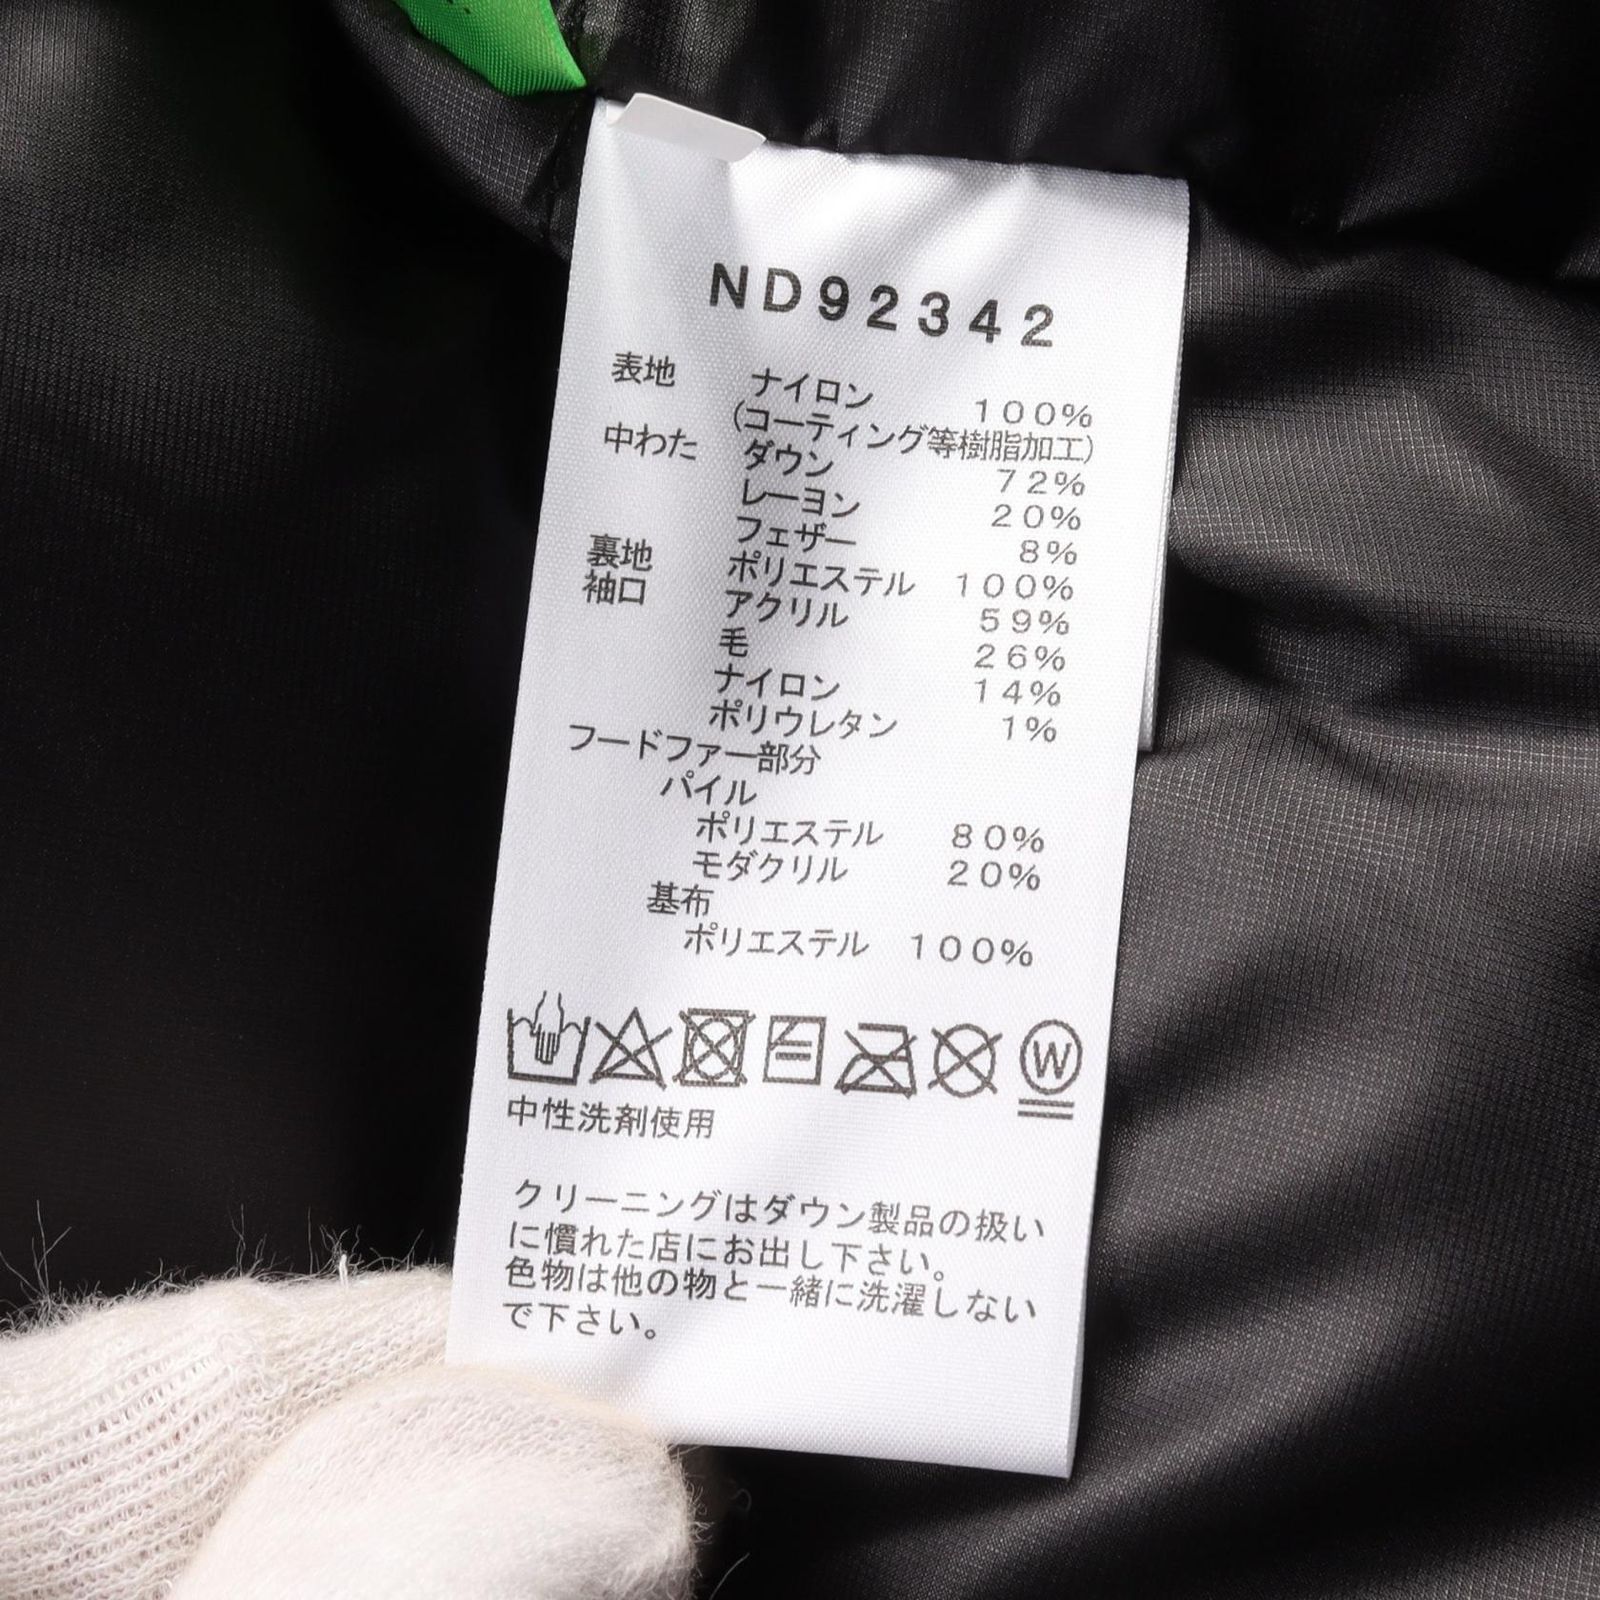 ND92342
表地 ナイロン 100%
(コーティング等樹脂加工)
中わた ダウン 72%
レーヨン 20%
フェザー 8%
裏地 ポリエステル 100%
袖口 アクリル 59%
毛 26%
ナイロン 14%
ポリウレタン 1%
フードファー部分
パイル
ポリエステル 80%
モダクリル 20%
基布
ポリエステル 100%
W
中性洗剤使用
クリーニングはダウン製品の扱い
に慣れた店にお出し下さい。
色物は他の物と一緒に洗濯しない
で下さい。